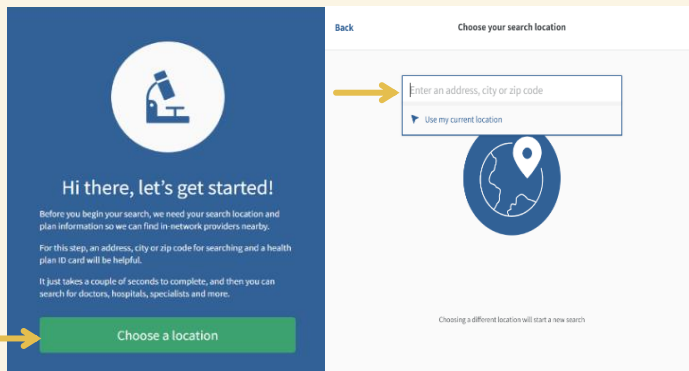 Hi there, let's get started!
Before you begin your search, we need your search location and
plan information so we can find in-network providers nearby.
For this step, an address, city or zip code for searching and a health
plan ID card will be helpful.
It just takes a couple of seconds to complete, and then you can
search for doctors, hospitals, specialists and more.
Choose a location
Back
Choose your search location
Enter an address, city or zip code
Use my current location
Choosing a different location will start a new search